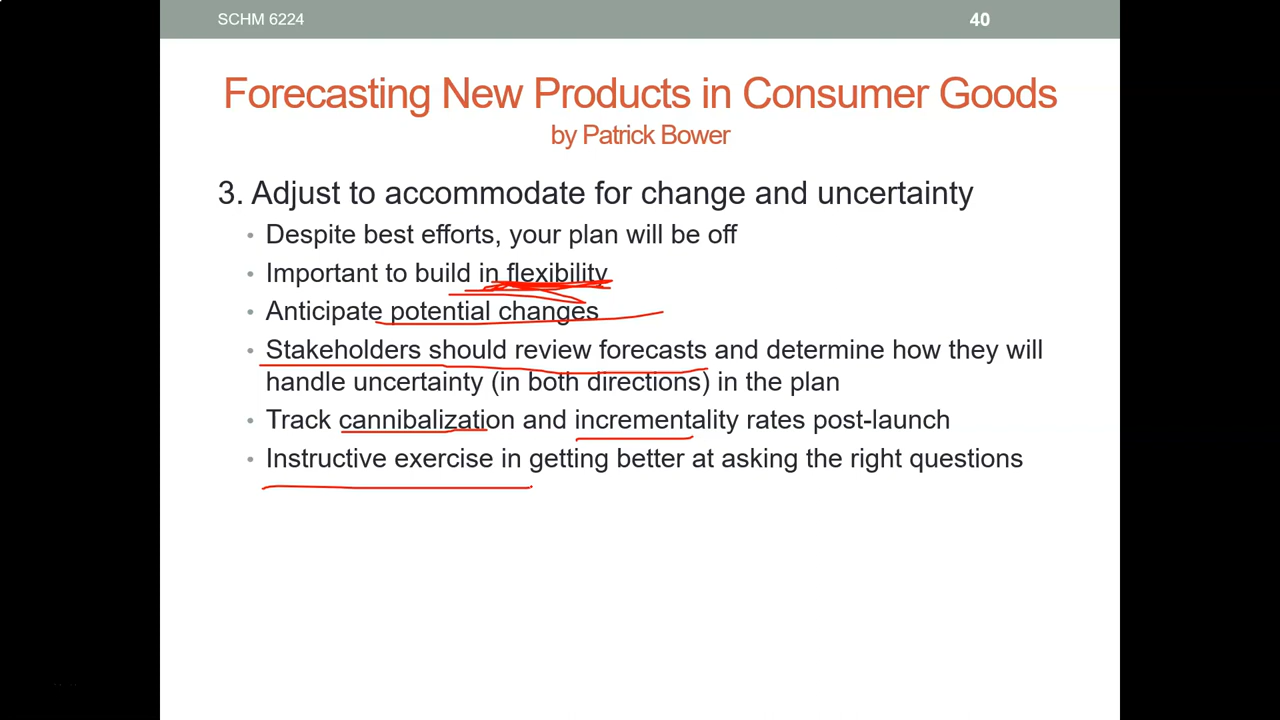 SCHM 6224
40
Forecasting New Products in Consumer Goods
by Patrick Bower
3. Adjust to accommodate for change and uncertainty
• Despite best efforts, your plan will be off
• Important to build in flexibility
• Anticipate potential changes
• Stakeholders should review forecasts and determine how they will
handle uncertainty (in both directions) in the plan
• Track cannibalization and incrementality rates post-launch
• Instructive exercise in getting better at asking the right questions